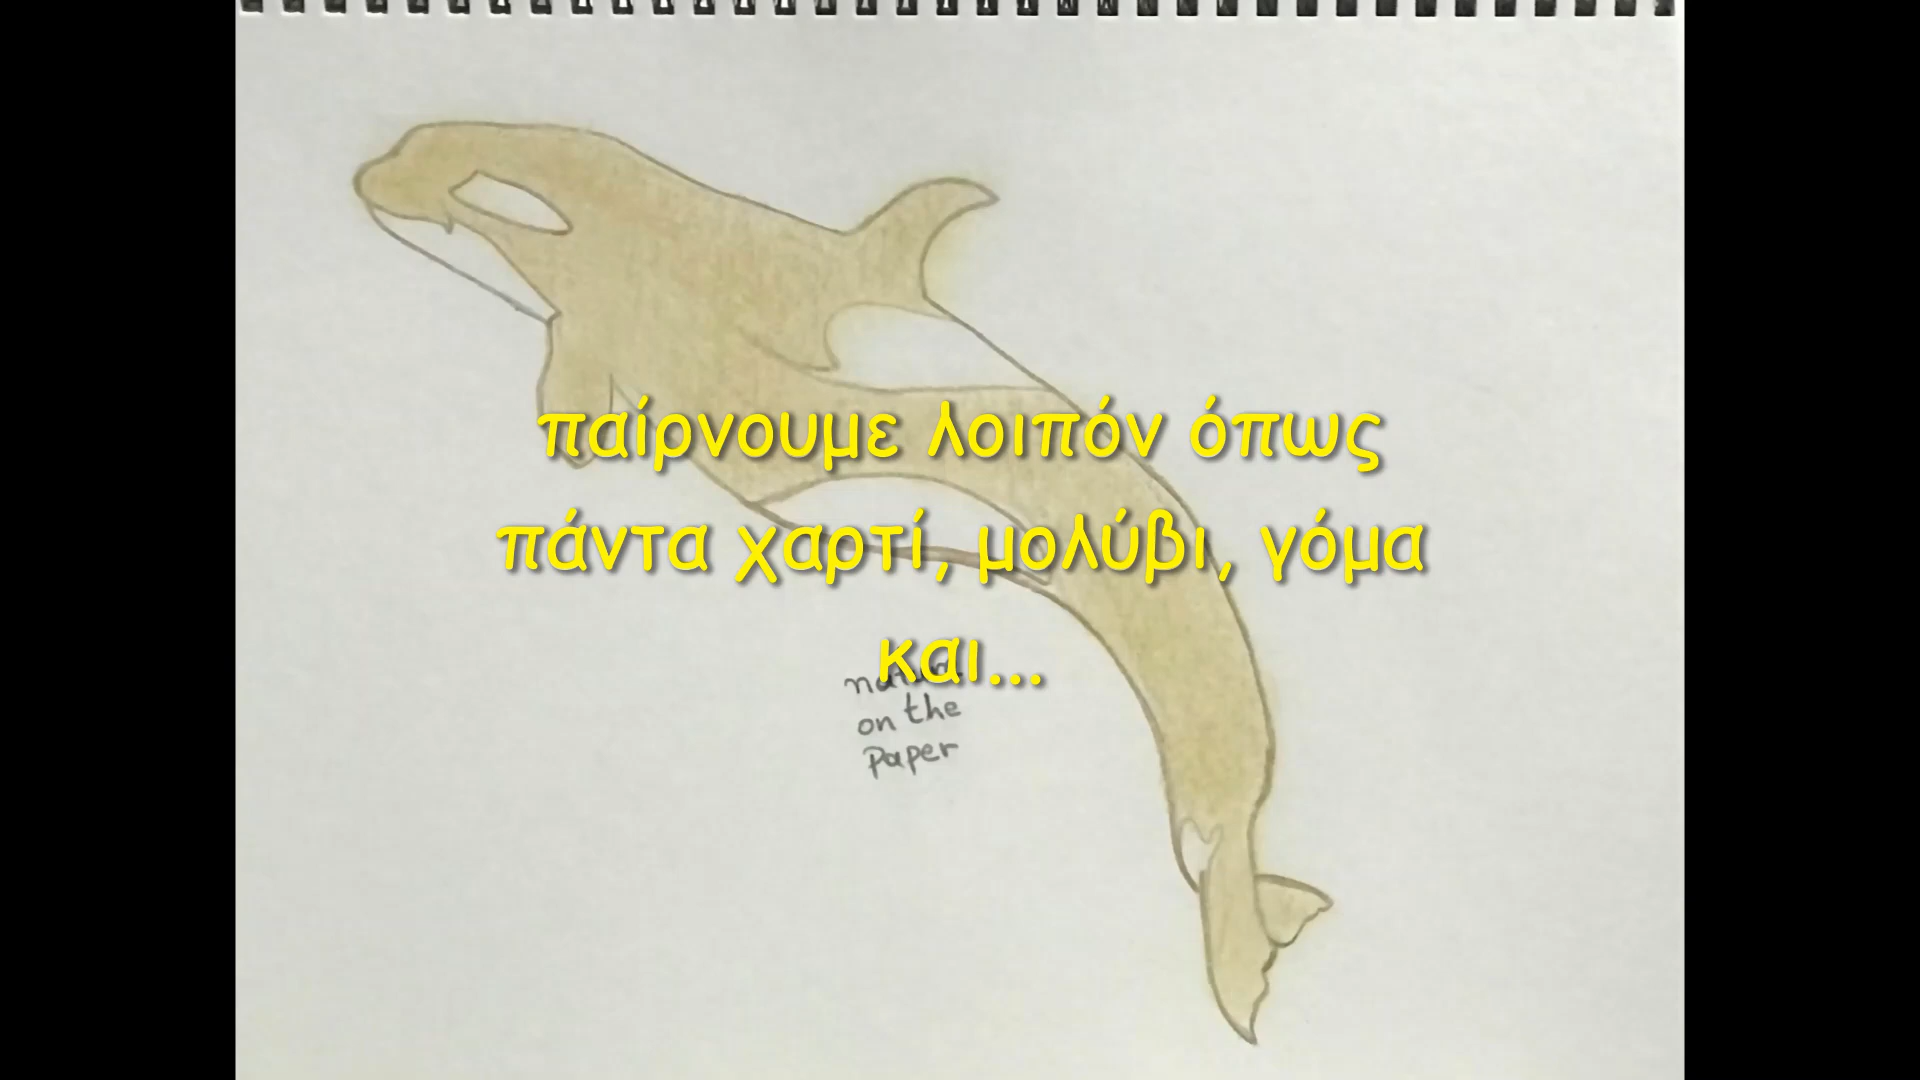 παίρνουμε λοιπόν όπως
πάντα χαρτί, μολύβι, γόμα
και...
on the
Paper